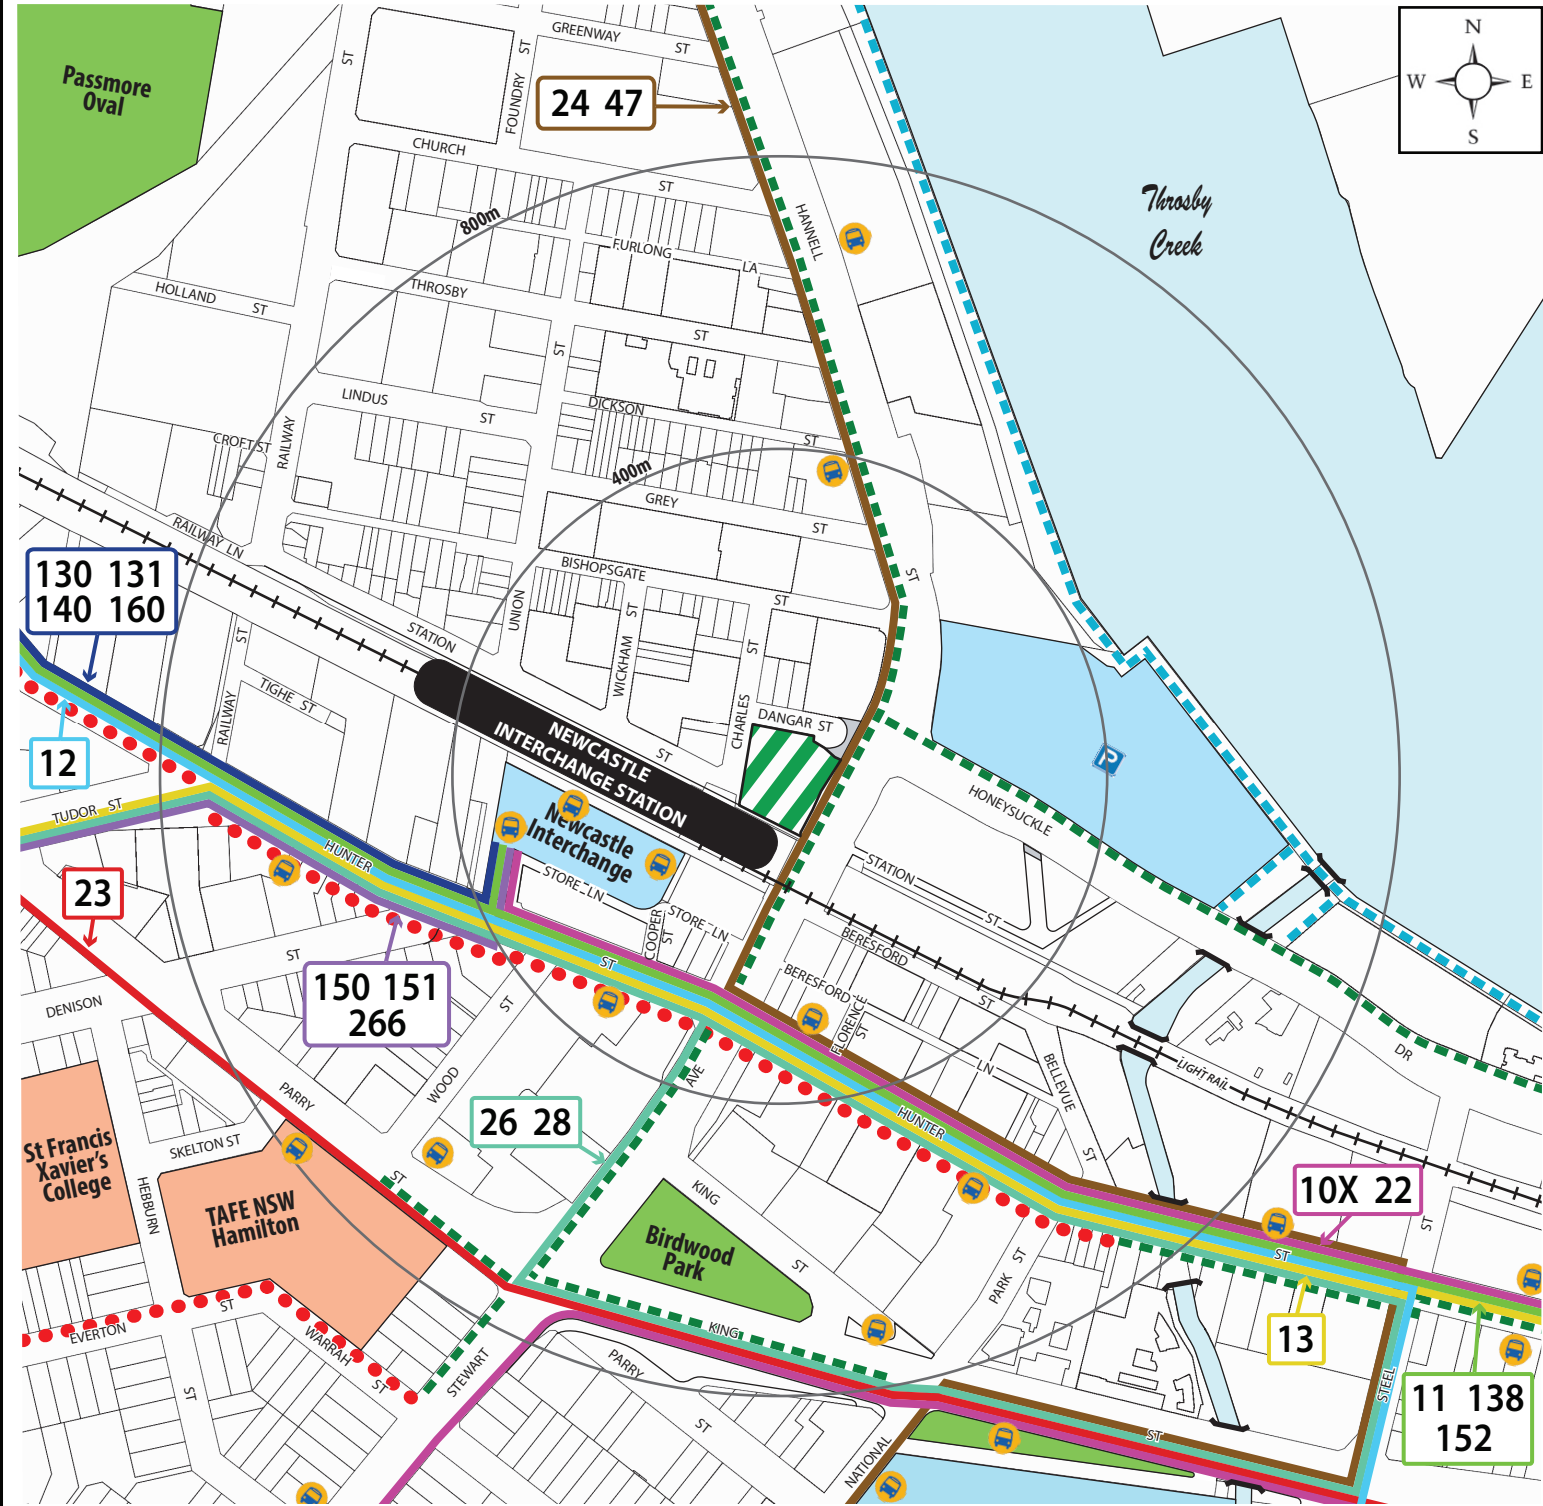 GREENWAY
ST
ST
ST
FOUNDRY
N
W E
S
Passmore
Oval
24 47
CHURCH
ST
800m
HANNELL
Throsby
Creek
FURLONG
LA
HOLLAND
ST
THROSBY
ST
ST
LINDUS
ST
DICKSON
ST
CROFT ST
RAILWAY
400m
GREY
ST
RAILWAY LN
BISHOPSGATE
ST
ST
130 131
140 160
UNION
ST
WICKHAM
ST
CHARLES
STATION
ST
ST
RAILWAY
TIGHE ST
DANGAR ST
NEWCASTLE
INTERCHANGE STATION
12
P
TUDOR ST
HONEYSUCKLE
DR
Newcastle
Interchange
HUNTER
ST
STORE LN
STORE LN
COOPER
ST
STATION
ST
23
BERESFORD
ST
BERESFORD
LN
FLORENCE
ST
150 151
266
ST
DENISON
WOOD
ST
LIGHT RAIL
BELLEVUE
ST
PARRY
ST
AVE
26 28
HUNTER
ST
St Francis
Xavier's
College
SKELTON ST
HEBBURN
ST
TAFE NSW
Hamilton
KING
ST
Birdwood
Park
10X 22
ST
PARK ST
13
EVERTON
ST
WARRAH
ST
STEWART
KING
ST
PARRY
ST
NATIONAL
STEEL
11 138
152